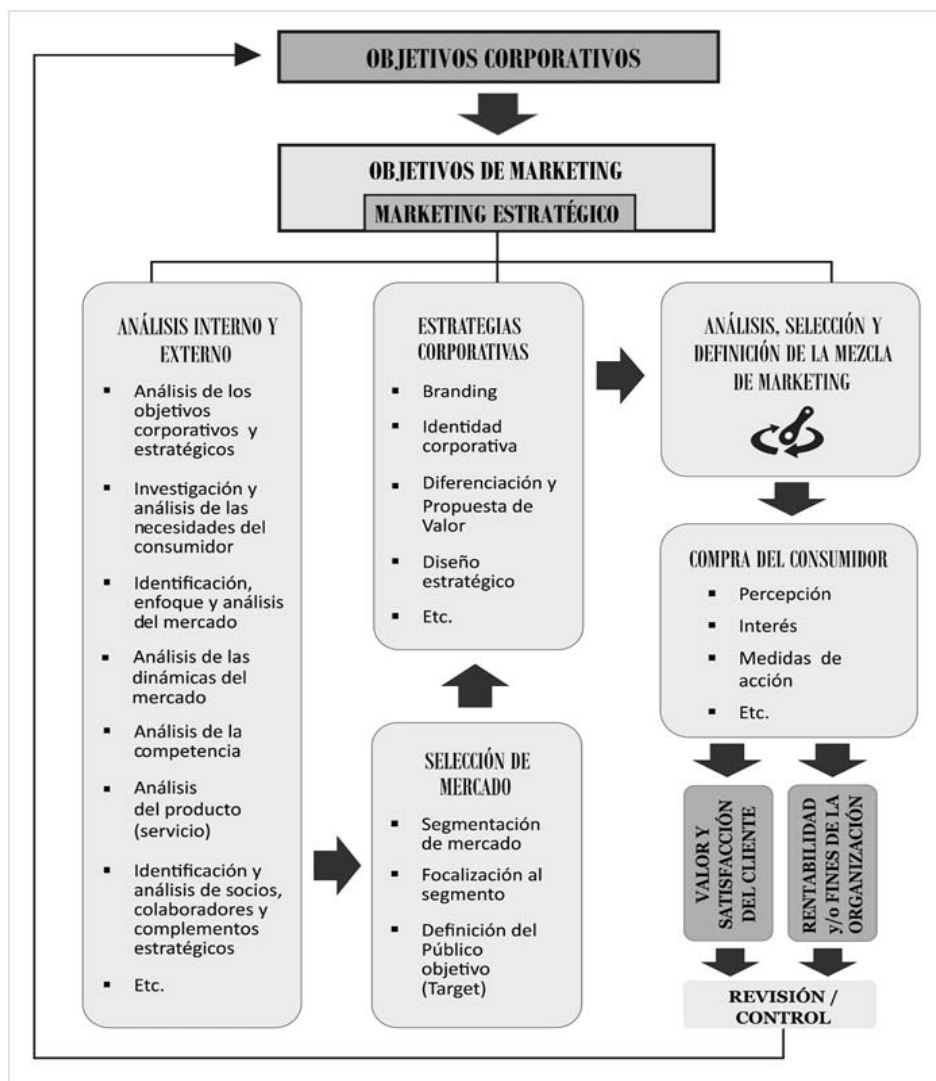 OBJETIVOS CORPORATIVOS
OBJETIVOS DE MARKETING
MARKETING ESTRATÉGICO
ANÁLISIS INTERNO Y
EXTERNO
▪ Análisis de los
objetivos
corporativos y
estratégicos
▪ Investigación y
análisis de las
necesidades del
consumidor
▪ Identificación,
enfoque y análisis
del mercado
▪ Análisis de las
dinámicas del
mercado
▪ Análisis de la
competencia
▪ Análisis
del producto
(servicio)
▪ Identificación y
análisis de socios,
colaboradores y
complementos
estratégicos
▪ Etc.
SELECCIÓN DE
MERCADO
▪ Segmentación
de mercado
▪ Focalización al
segmento
▪ Definición del
Público
objetivo
(Target)
ESTRATEGIAS
CORPORATIVAS
▪ Branding
▪ Identidad
corporativa
▪ Diferenciación y
Propuesta de
Valor
▪ Diseño
estratégico
▪ Etc.
ANÁLISIS, SELECCIÓN Y
DEFINICIÓN DE LA MEZCLA
DE MARKETING
COMPRA DEL CONSUMIDOR
▪ Percepción
▪ Interés
▪ Medidas de
acción
▪ Etc.
VALOR Y
SATISFACCIÓN
DEL CLIENTE
RENTABILIDAD
y/o FINES DE LA
ORGANIZACIÓN
REVISIÓN /
CONTROL